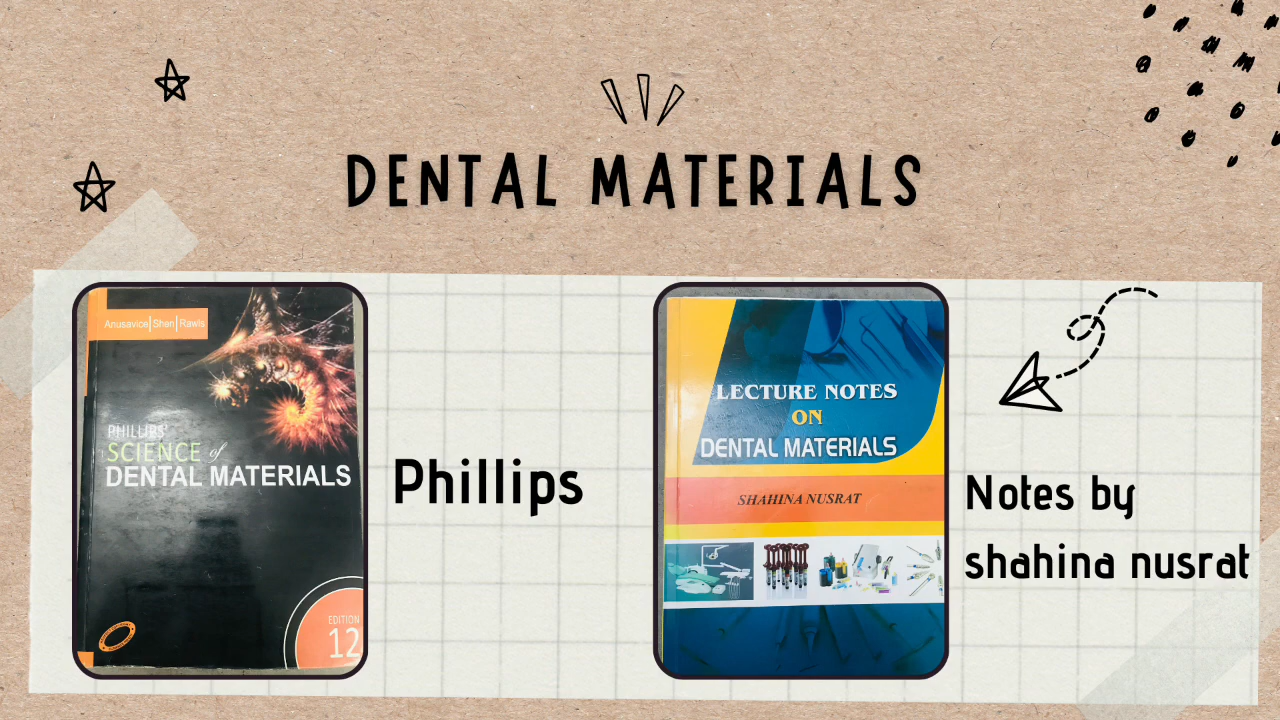 DENTAL MATERIALS
Anusavice|Shen|Rawls
PHILLIPS'
SCIENCE of
DENTAL MATERIALS
EDITION
12
Phillips
LECTURE NOTES
ON
DENTAL MATERIALS
SHAHINA NUSRAT
Notes by
shahina nusrat